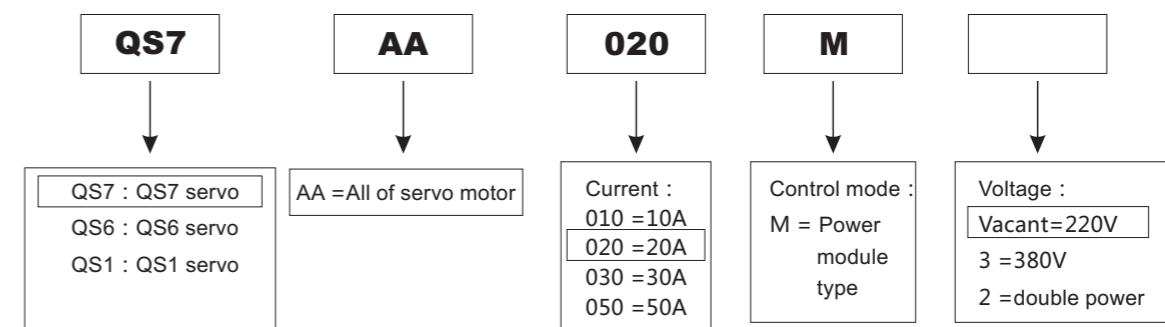 QS7
AA
020
M
QS7：QS7 servo
QS6：QS6 servo
QS1：QS1 servo
AA =All of servo motor
Current：
010 =10A
020 =20A
030 =30A
050 =50A
Control mode：
M = Power
module
type
Voltage：
Vacant=220V
3 =380V
2 =double power